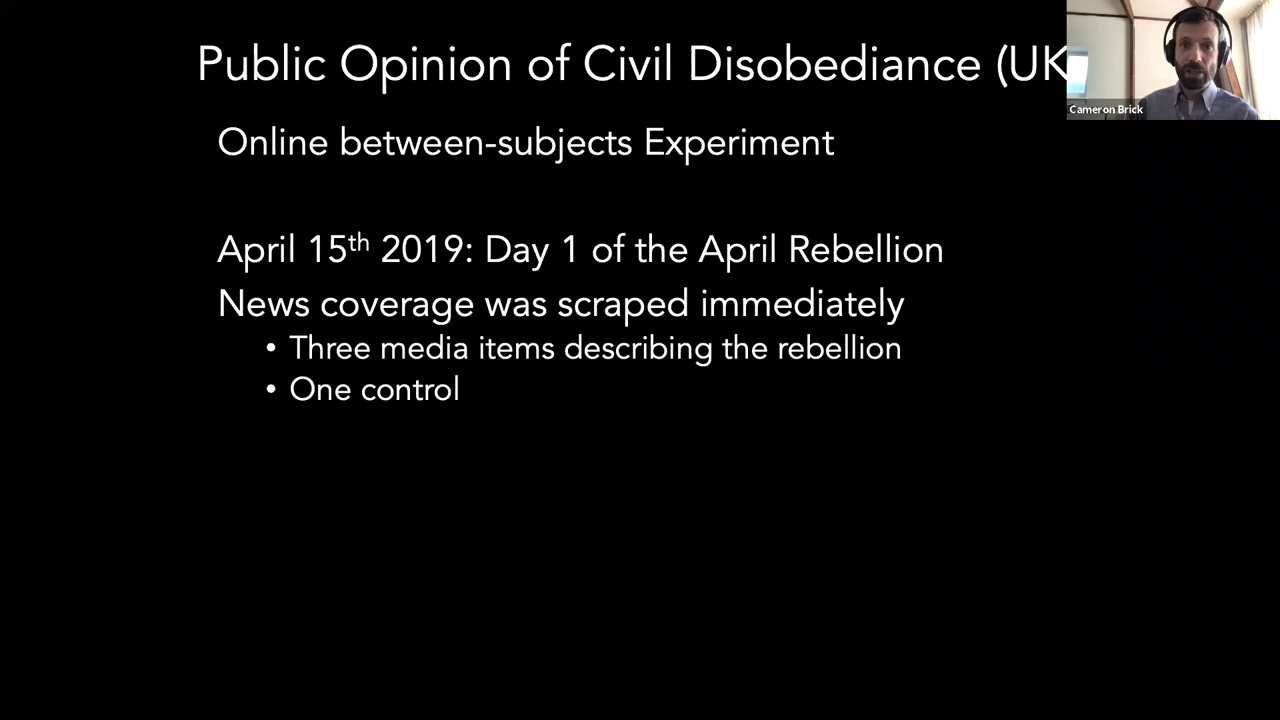 Public Opinion of Civil Disobediance (UK
Cameron Brick
Online between-subjects Experiment
April 15th 2019: Day 1 of the April Rebellion
News coverage was scraped immediately
• Three media items describing the rebellion
• One control